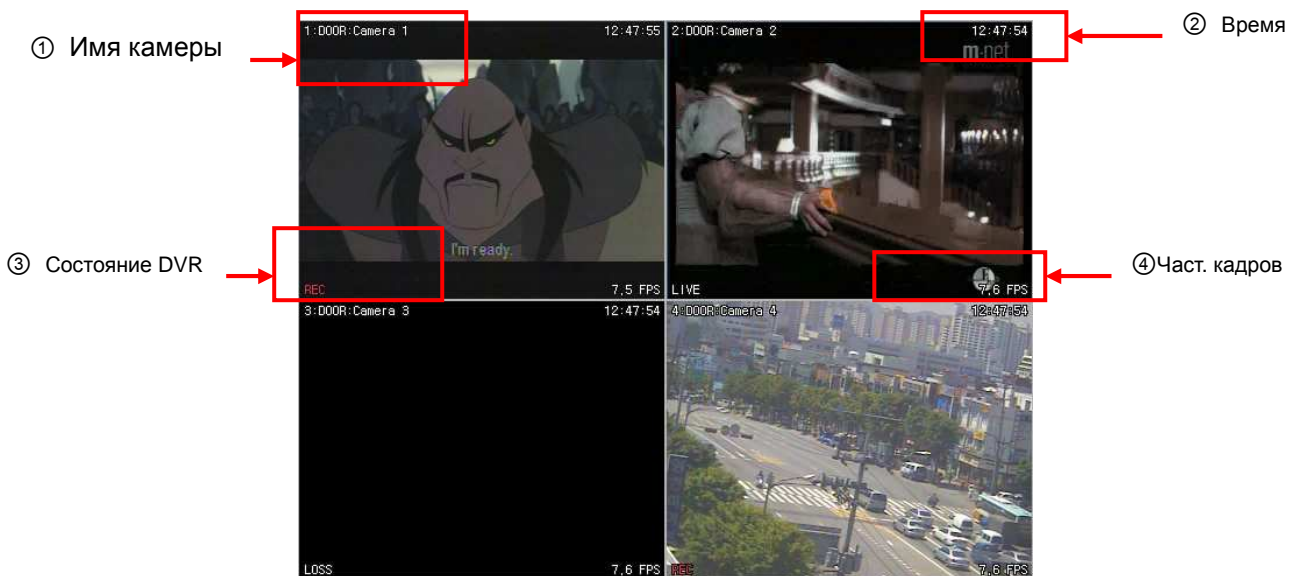 ① Имя камеры
1:DOOR:Camera 1 12:47:55
2:DOOR:Camera 2 12:47:54
② Время
m·net
I'm ready.
③ Состояние DVR
④Част. кадров
REC 7,5 FPS
LIVE 7,6 FPS
3:DOOR:Camera 3 12:47:54
4:DOOR:Camera 4 12:47:54
LOSS 7,6 FPS
REC 7,6 FPS